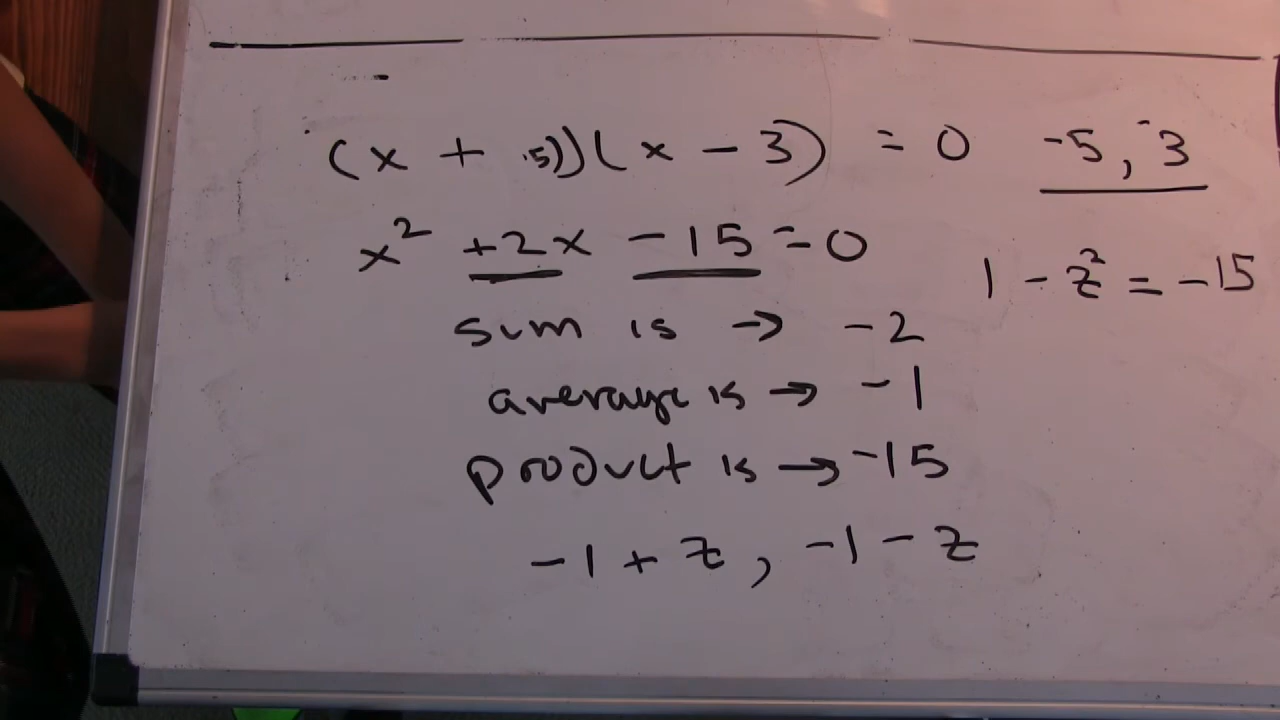 (x + 5))(x - 3) = 0 -5, 3
x² +2x -15 = 0
1 - z² = -15
sum is → -2
average is → -1
product is → -15
-1 + z, -1 - z